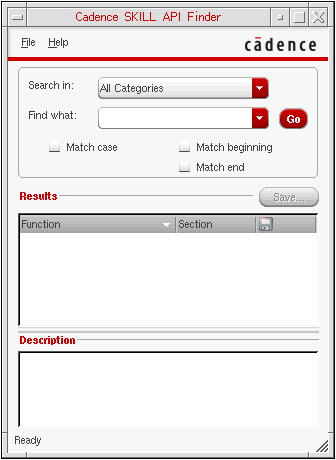 Cadence SKILL API Finder
File Help
cādence
Search in: All Categories
Find what: Go
Match case Match beginning
Match end
Results Save...
Function Section
Description
Ready